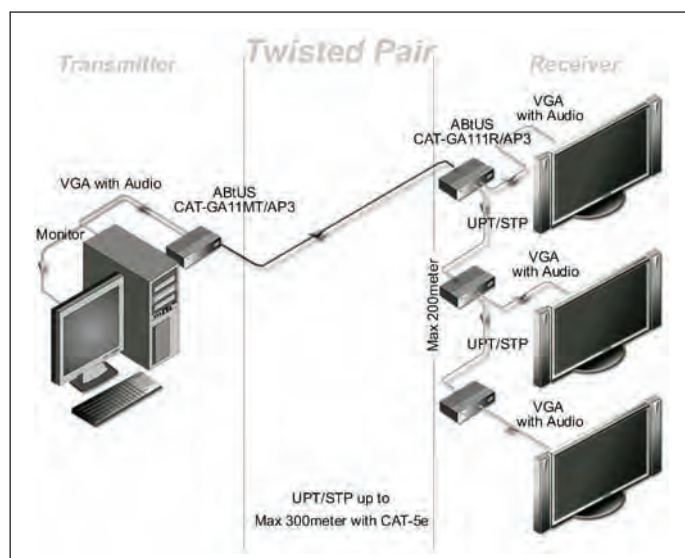 Transmitter
Twisted Pair
Receiver
VGA
with Audio
ABtUS
CAT-GA111R/AP3
VGA with Audio
ABtUS
CAT-GA11MT/AP3
Monitor
UPT/STP
VGA
with Audio
Max 200meter
UPT/STP
VGA
with Audio
UPT/STP up to
Max 300meter with CAT-5e